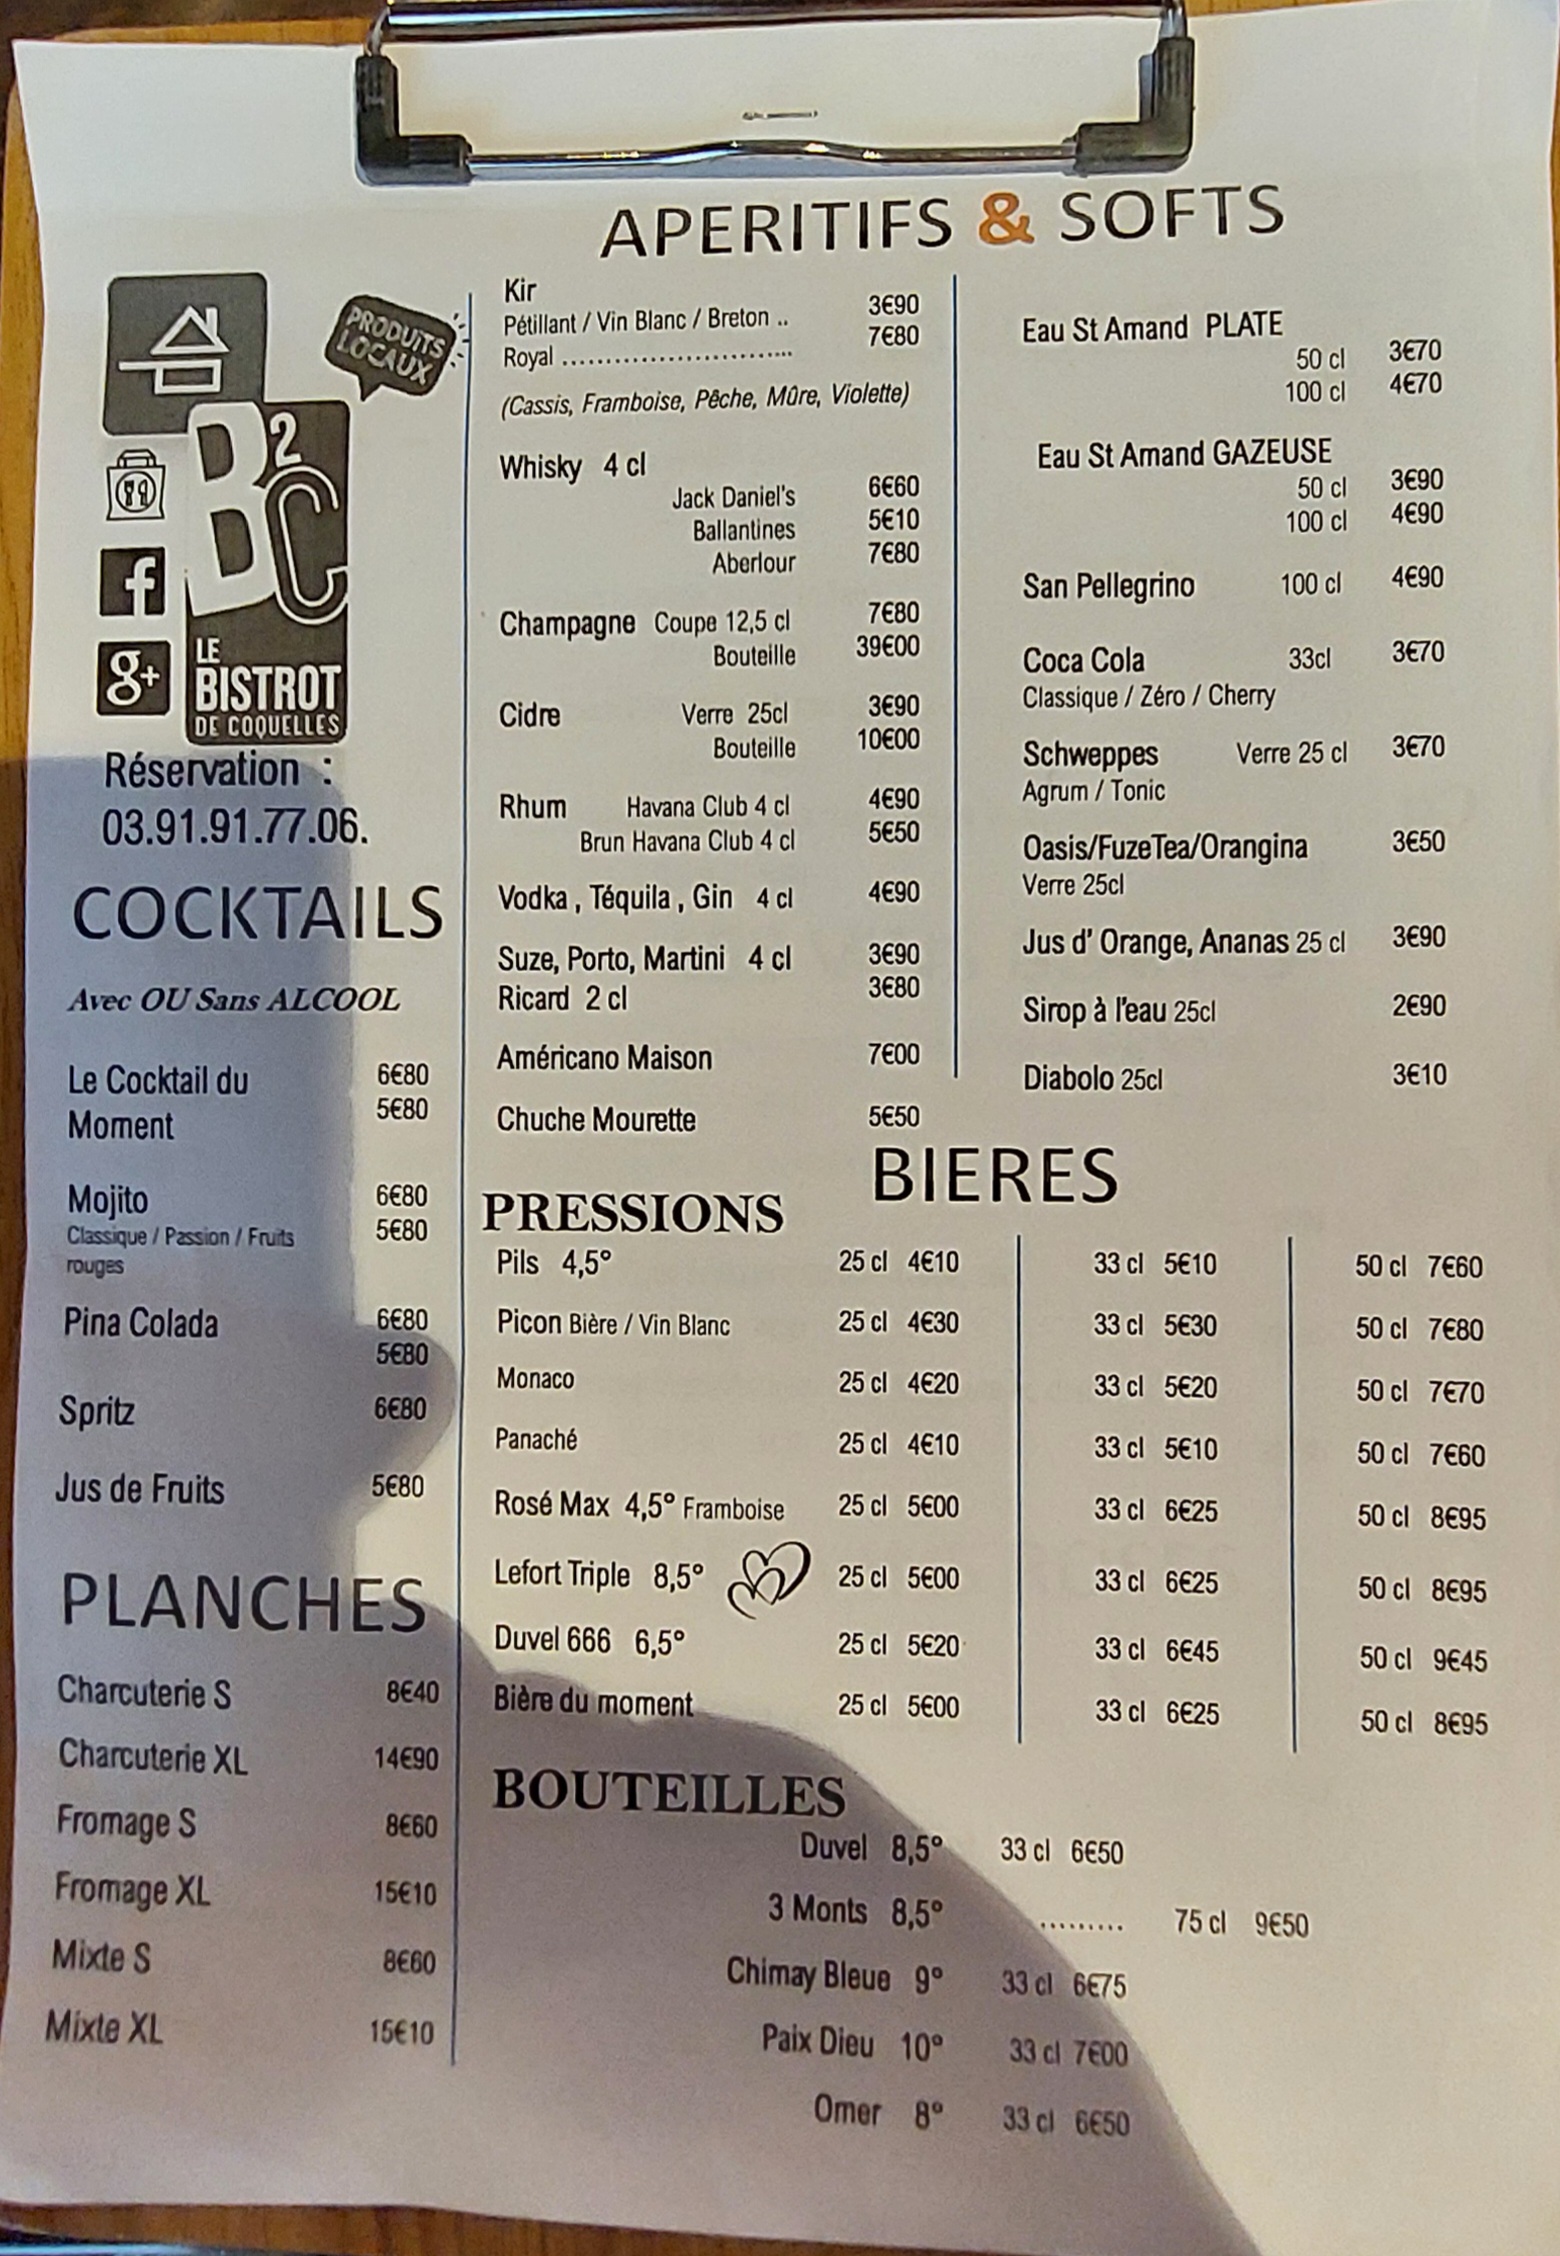 APERITIFS & SOFTS
PRODUITS
LOCAUX
B²C
f
g+
LE
BISTROT
DE COQUELLES
Réservation :
03.91.91.77.06.
COCKTAILS
Avec OU Sans ALCOOL
Le Cocktail du 6€80
Moment 5€80
Mojito 6€80
Classique / Passion / Fruits 5€80
rouges
Pina Colada 6€80
5€80
Spritz 6€80
Jus de Fruits 5€80
PLANCHES
Charcuterie S 8€40
Charcuterie XL 14€90
Fromage S 8€60
Fromage XL 15€10
Mixte S 8€60
Mixte XL 15€10
Kir
Pétillant / Vin Blanc / Breton .. 3€90
Royal .............................. 7€80
(Cassis, Framboise, Pêche, Mûre, Violette)
Whisky 4 cl
Jack Daniel's 6€60
Ballantines 5€10
Aberlour 7€80
Champagne Coupe 12,5 cl 7€80
Bouteille 39€00
Cidre Verre 25cl 3€90
Bouteille 10€00
Rhum Havana Club 4 cl 4€90
Brun Havana Club 4 cl 5€50
Vodka , Téquila , Gin 4 cl 4€90
Suze, Porto, Martini 4 cl 3€90
Ricard 2 cl 3€80
Américano Maison 7€00
Chuche Mourette 5€50
Eau St Amand PLATE
50 cl 3€70
100 cl 4€70
Eau St Amand GAZEUSE
50 cl 3€90
100 cl 4€90
San Pellegrino 100 cl 4€90
Coca Cola 33cl 3€70
Classique / Zéro / Cherry
Schweppes Verre 25 cl 3€70
Agrum / Tonic
Oasis/FuzeTea/Orangina 3€50
Verre 25cl
Jus d' Orange, Ananas 25 cl 3€90
Sirop à l'eau 25cl 2€90
Diabolo 25cl 3€10
BIERES
PRESSIONS
Pils 4,5° 25 cl 4€10 33 cl 5€10 50 cl 7€60
Picon Bière / Vin Blanc 25 cl 4€30 33 cl 5€30 50 cl 7€80
Monaco 25 cl 4€20 33 cl 5€20 50 cl 7€70
Panaché 25 cl 4€10 33 cl 5€10 50 cl 7€60
Rosé Max 4,5° Framboise 25 cl 5€00 33 cl 6€25 50 cl 8€95
Lefort Triple 8,5° 25 cl 5€00 33 cl 6€25 50 cl 8€95
Duvel 666 6,5° 25 cl 5€20 33 cl 6€45 50 cl 9€45
Bière du moment 25 cl 5€00 33 cl 6€25 50 cl 8€95
BOUTEILLES
Duvel 8,5° 33 cl 6€50
3 Monts 8,5° ......... 75 cl 9€50
Chimay Bleue 9° 33 cl 6€75
Paix Dieu 10° 33 cl 7€00
Omer 8° 33 cl 6€50